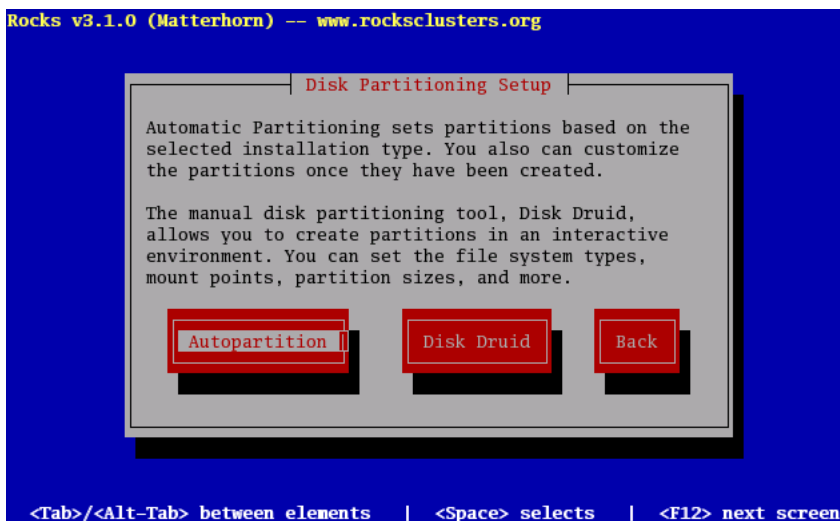 Rocks v3.1.0 (Matterhorn) -- www.rocksclusters.org
Disk Partitioning Setup
Automatic Partitioning sets partitions based on the
selected installation type. You also can customize
the partitions once they have been created.
The manual disk partitioning tool, Disk Druid,
allows you to create partitions in an interactive
environment. You can set the file system types,
mount points, partition sizes, and more.
Autopartition Disk Druid Back
<Tab>/<Alt-Tab> between elements | <Space> selects | <F12> next screen